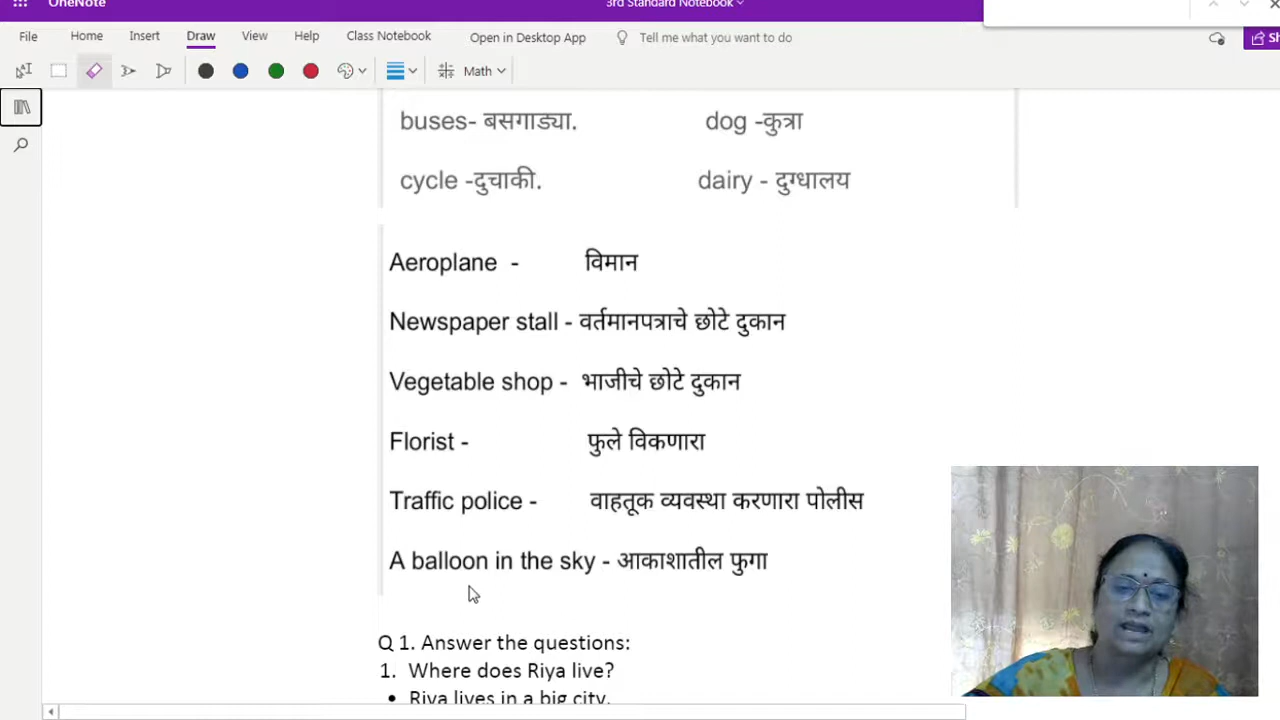 OneNote
3rd Standard Notebook
File Home Insert Draw View Help Class Notebook Open in Desktop App Tell me what you want to do Sh
Math
buses- बसगाड्या. dog -कुत्रा
cycle -दुचाकी. dairy - दुग्धालय
Aeroplane - विमान
Newspaper stall - वर्तमानपत्राचे छोटे दुकान
Vegetable shop - भाजीचे छोटे दुकान
Florist - फुले विकणारा
Traffic police - वाहतूक व्यवस्था करणारा पोलीस
A balloon in the sky - आकाशातील फुगा
Q 1. Answer the questions:
1. Where does Riya live?
• Riya lives in a big city.